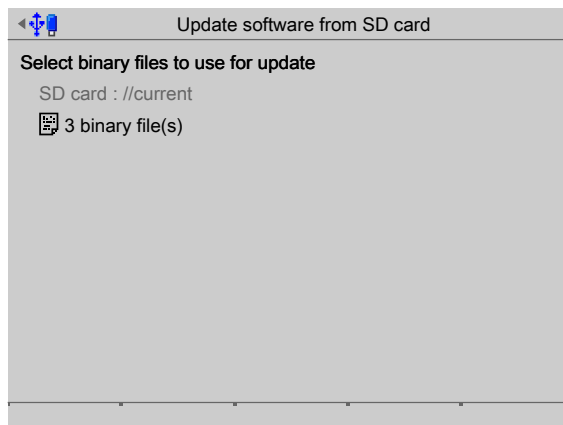 Update software from SD card
Select binary files to use for update
SD card : //current
3 binary file(s)